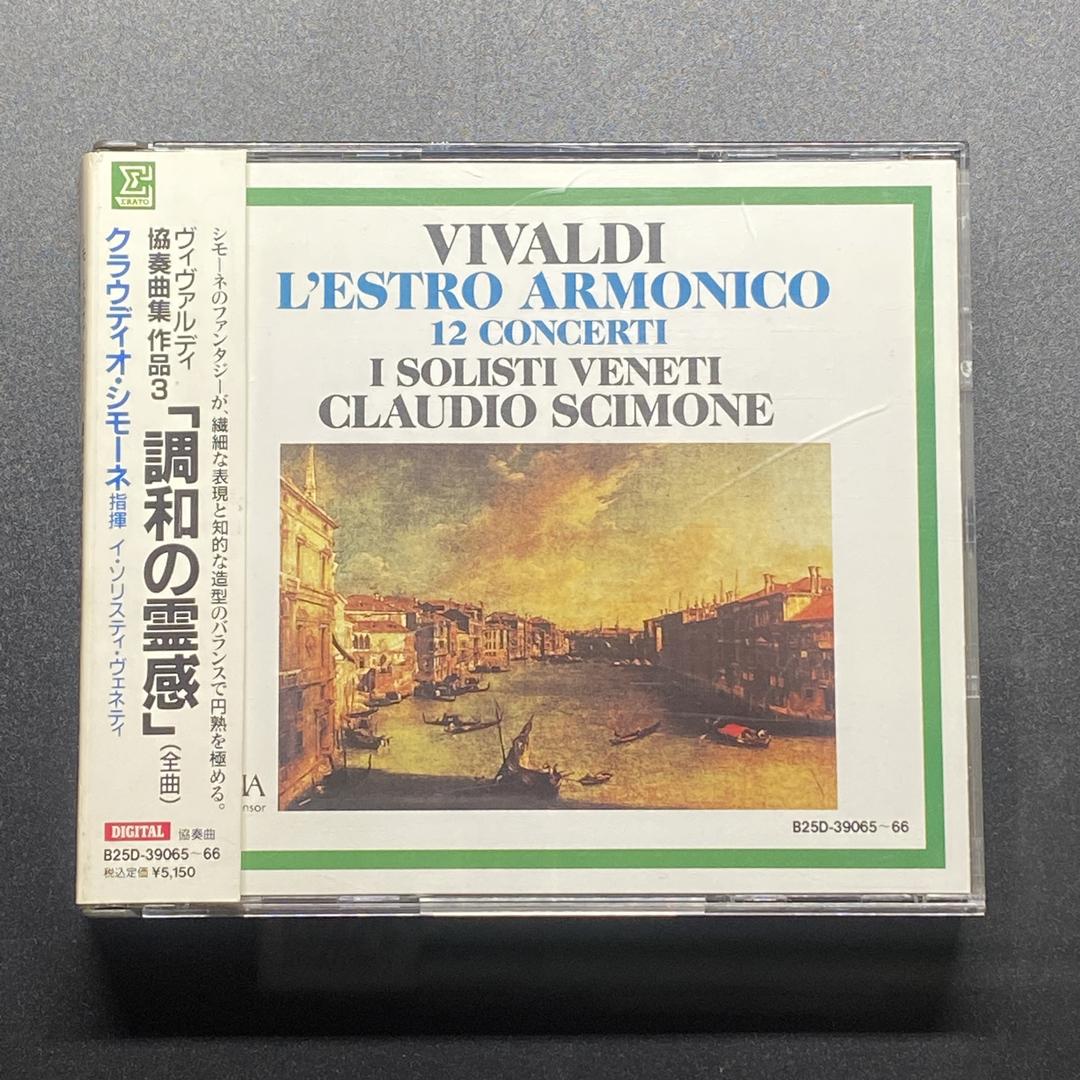 ERATO
シモーネのファンタジーが、繊細な表現と知的な造型のバランスで円熟を極める。
ヴィヴァルディ
協奏曲集 作品3
「調和の霊感」(全曲)
クラウディオ・シモーネ 指揮 イ・ソリスティ・ヴェネティ
DIGITAL 協奏曲
B25D-39065~66
税込定価 ¥5,150
VIVALDI
L'ESTRO ARMONICO
12 CONCERTI
I SOLISTI VENETI
CLAUDIO SCIMONE
B25D-39065~66